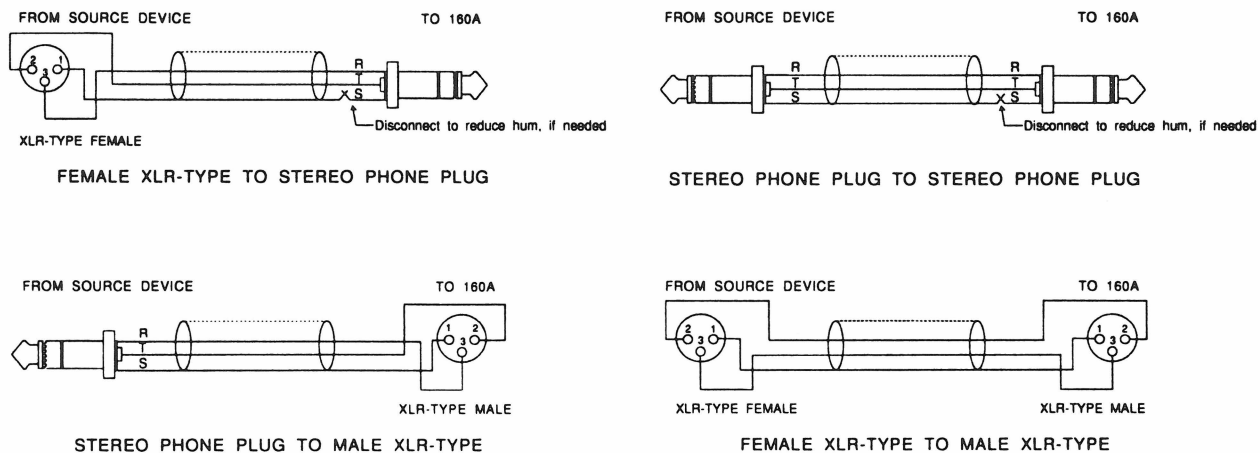 FROM SOURCE DEVICE
TO 160A
2
3
1
R
T
S
X
Disconnect to reduce hum, if needed
XLR-TYPE FEMALE
FEMALE XLR-TYPE TO STEREO PHONE PLUG
FROM SOURCE DEVICE
TO 160A
R
T
S
R
T
S
X
Disconnect to reduce hum, if needed
STEREO PHONE PLUG TO STEREO PHONE PLUG
FROM SOURCE DEVICE
TO 160A
R
T
S
1
3
2
XLR-TYPE MALE
STEREO PHONE PLUG TO MALE XLR-TYPE
FROM SOURCE DEVICE
TO 160A
2
3
1
1
3
2
XLR-TYPE FEMALE
XLR-TYPE MALE
FEMALE XLR-TYPE TO MALE XLR-TYPE